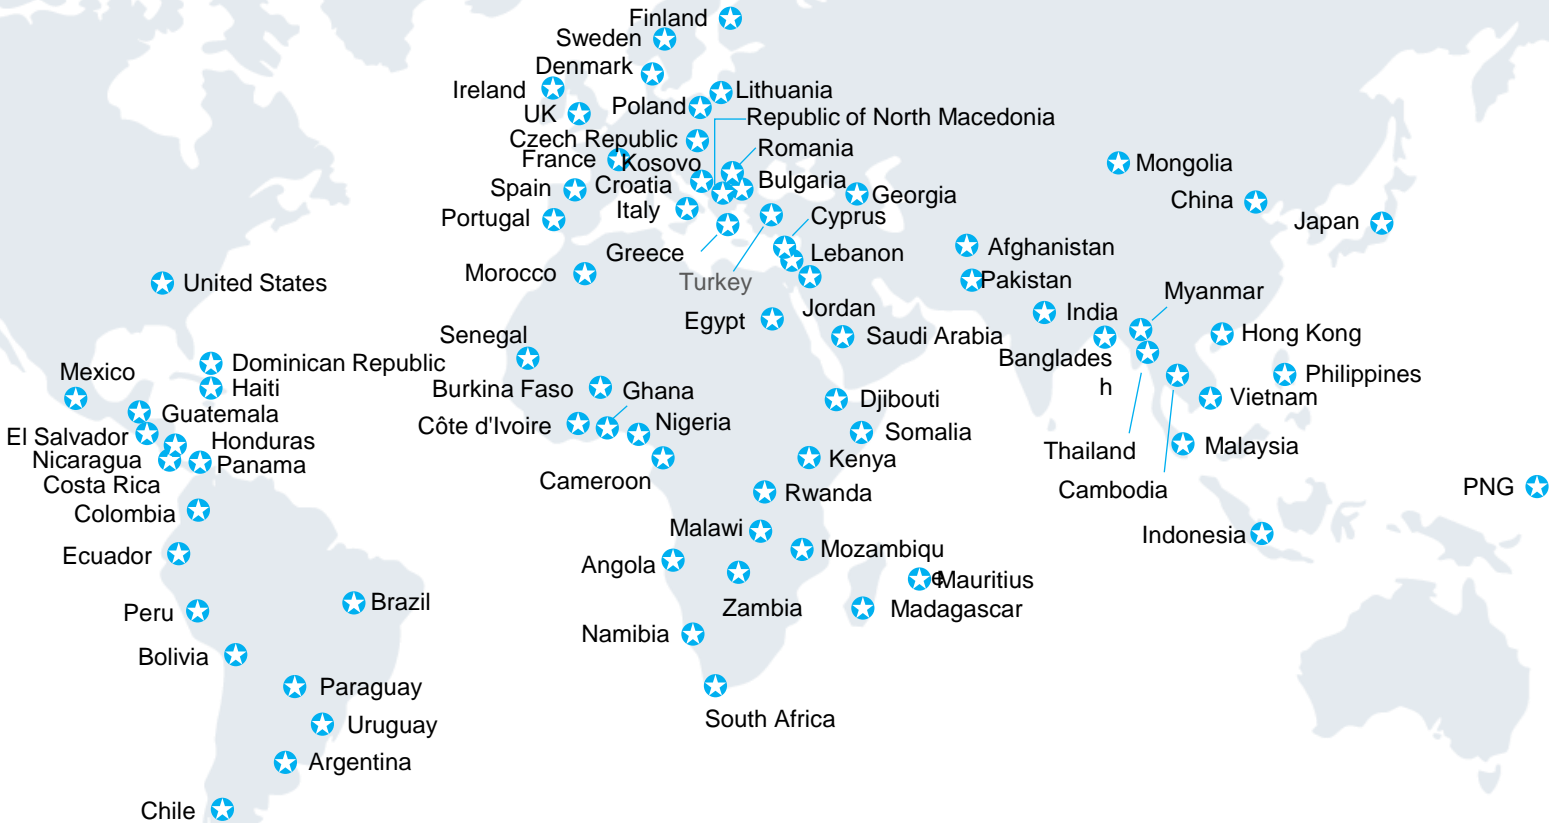 Finland
Sweden
Denmark
Ireland
Lithuania
Poland
UK
Republic of North Macedonia
Czech Republic
Romania
France
Kosovo
Mongolia
Bulgaria
Croatia
Spain
Georgia
China
Italy
Cyprus
Portugal
Japan
Afghanistan
Greece
Lebanon
Morocco
Turkey
Pakistan
United States
Myanmar
Jordan
India
Egypt
Senegal
Saudi Arabia
Hong Kong
Banglades
h
Dominican Republic
Mexico
Philippines
Haiti
Burkina Faso
Ghana
Djibouti
Vietnam
Guatemala
Côte d'Ivoire
Nigeria
Somalia
El Salvador
Honduras
Thailand
Malaysia
Nicaragua
Panama
Kenya
Cameroon
Costa Rica
Rwanda
Cambodia
PNG
Colombia
Malawi
Indonesia
Ecuador
Mozambiqu
e
Angola
Mauritius
Brazil
Zambia
Madagascar
Peru
Namibia
Bolivia
Paraguay
South Africa
Uruguay
Argentina
Chile